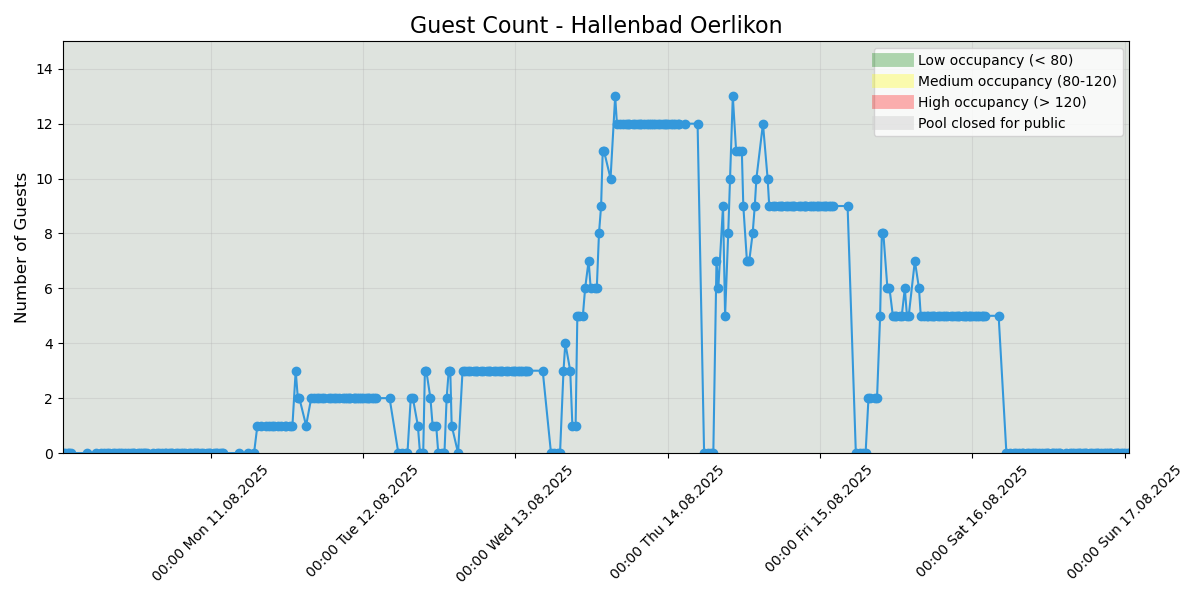 Guest Count - Hallenbad Oerlikon
Number of Guests
14
12
10
8
6
4
2
0
Low occupancy (< 80)
Medium occupancy (80-120)
High occupancy (> 120)
Pool closed for public
00:00 Mon 11.08.2025
00:00 Tue 12.08.2025
00:00 Wed 13.08.2025
00:00 Thu 14.08.2025
00:00 Fri 15.08.2025
00:00 Sat 16.08.2025
00:00 Sun 17.08.2025